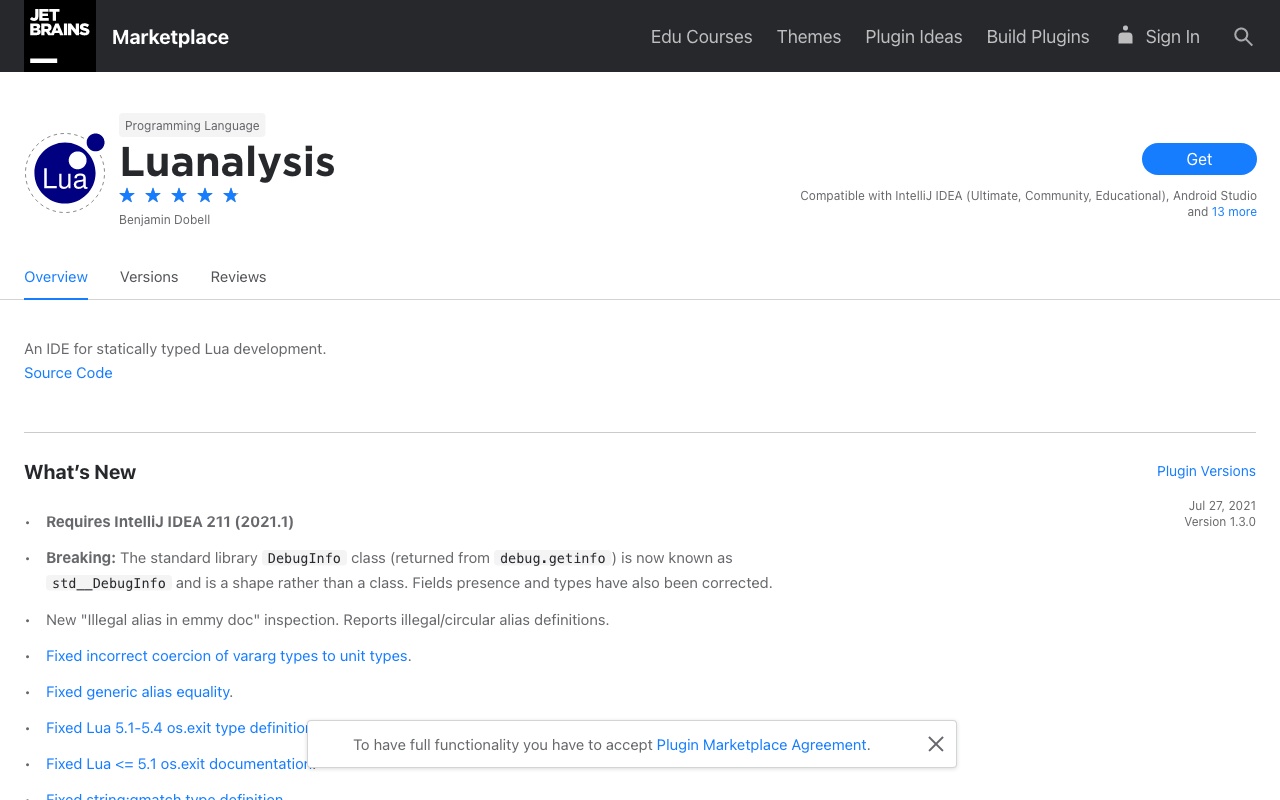 JET
BRAINS
Marketplace
Edu Courses
Themes
Plugin Ideas
Build Plugins
Sign In
Programming Language
Lua
Luanalysis
Benjamin Dobell
Get
Compatible with IntelliJ IDEA (Ultimate, Community, Educational), Android Studio
and 13 more
Overview
Versions
Reviews
An IDE for statically typed Lua development.
Source Code
What's New
Plugin Versions
Jul 27, 2021
Version 1.3.0
• Requires IntelliJ IDEA 211 (2021.1)
• Breaking: The standard library DebugInfo class (returned from debug.getinfo ) is now known as
std__DebugInfo and is a shape rather than a class. Fields presence and types have also been corrected.
• New "Illegal alias in emmy doc" inspection. Reports illegal/circular alias definitions.
• Fixed incorrect coercion of vararg types to unit types.
• Fixed generic alias equality.
• Fixed Lua 5.1-5.4 os.exit type definition
• Fixed Lua <= 5.1 os.exit documentation.
Fixed string:gmatch type definition
To have full functionality you have to accept Plugin Marketplace Agreement.